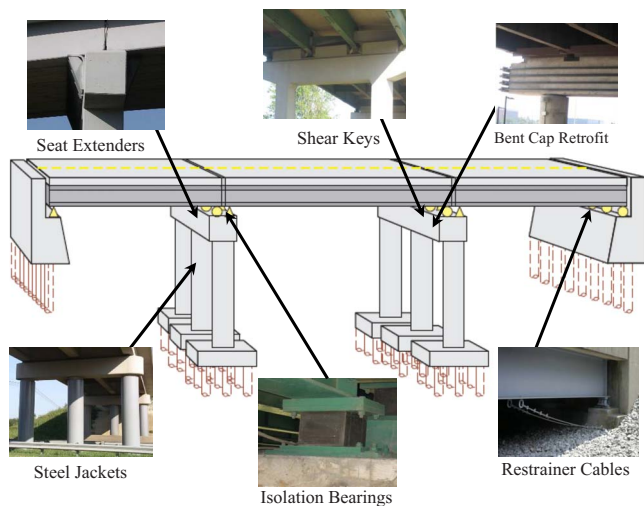 Seat Extenders
Shear Keys
Bent Cap Retrofit
Steel Jackets
Isolation Bearings
Restrainer Cables